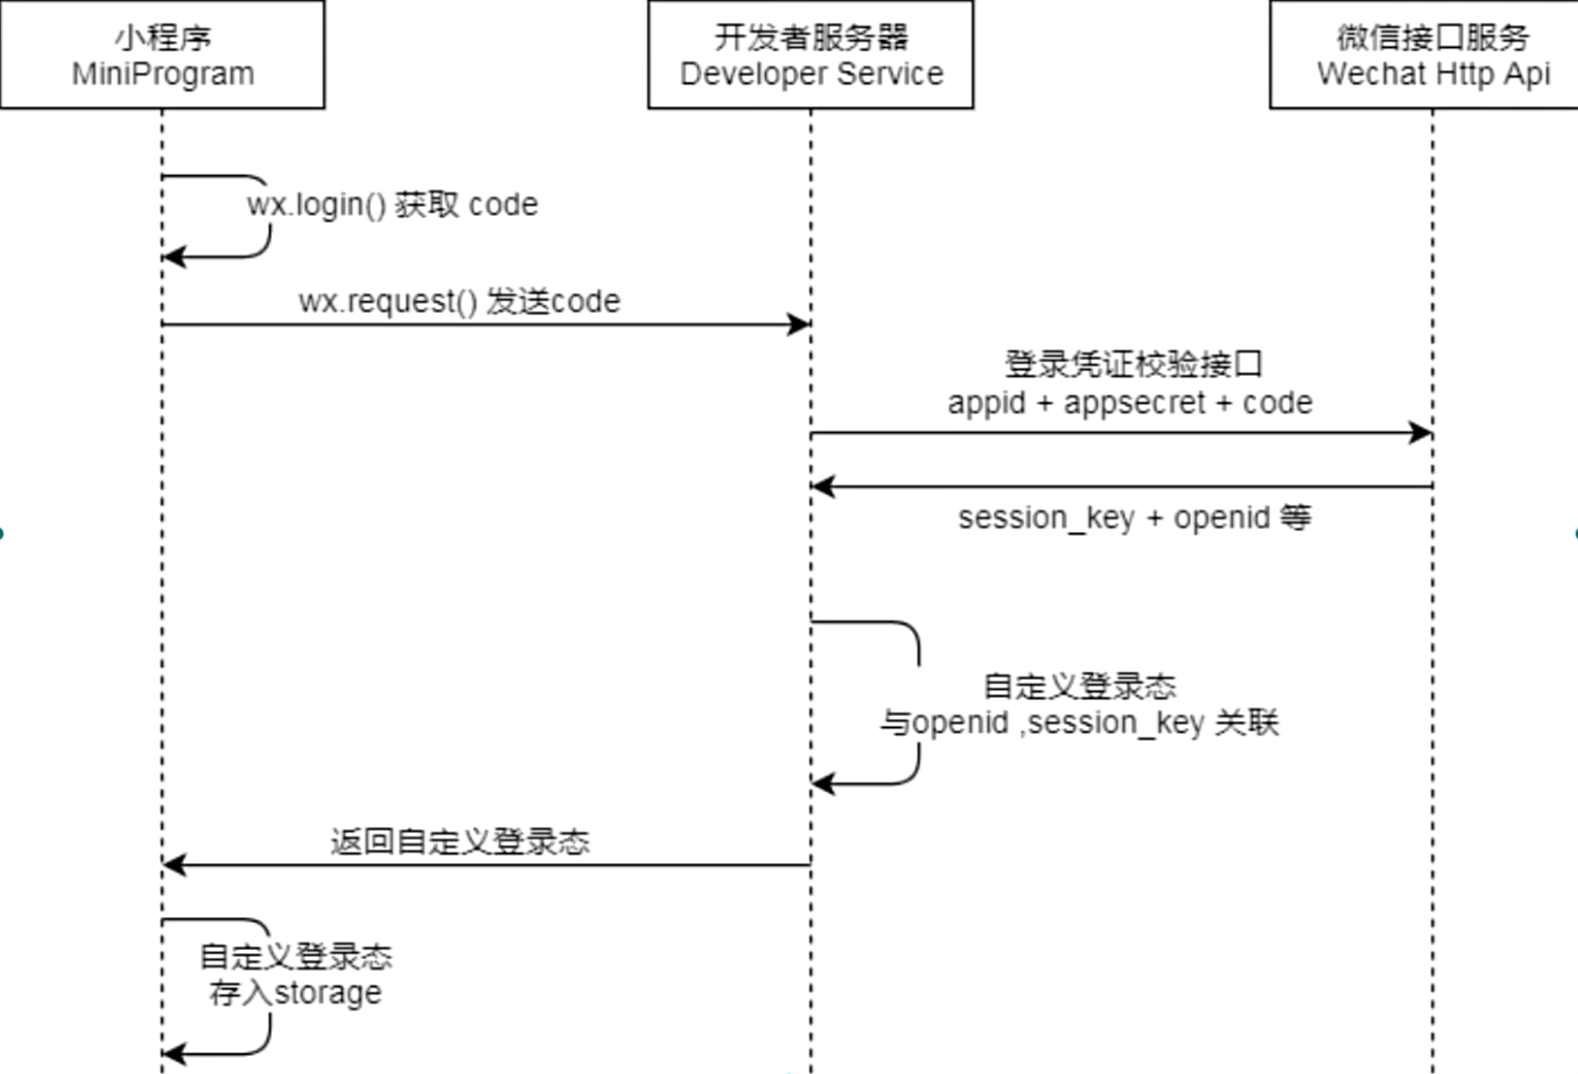 小程序
MiniProgram
开发者服务器
Developer Service
微信接口服务
Wechat Http Api
wx.login() 获取 code
wx.request() 发送code
登录凭证校验接口
appid + appsecret + code
session_key + openid 等
自定义登录态
与openid ,session_key 关联
返回自定义登录态
自定义登录态
存入storage